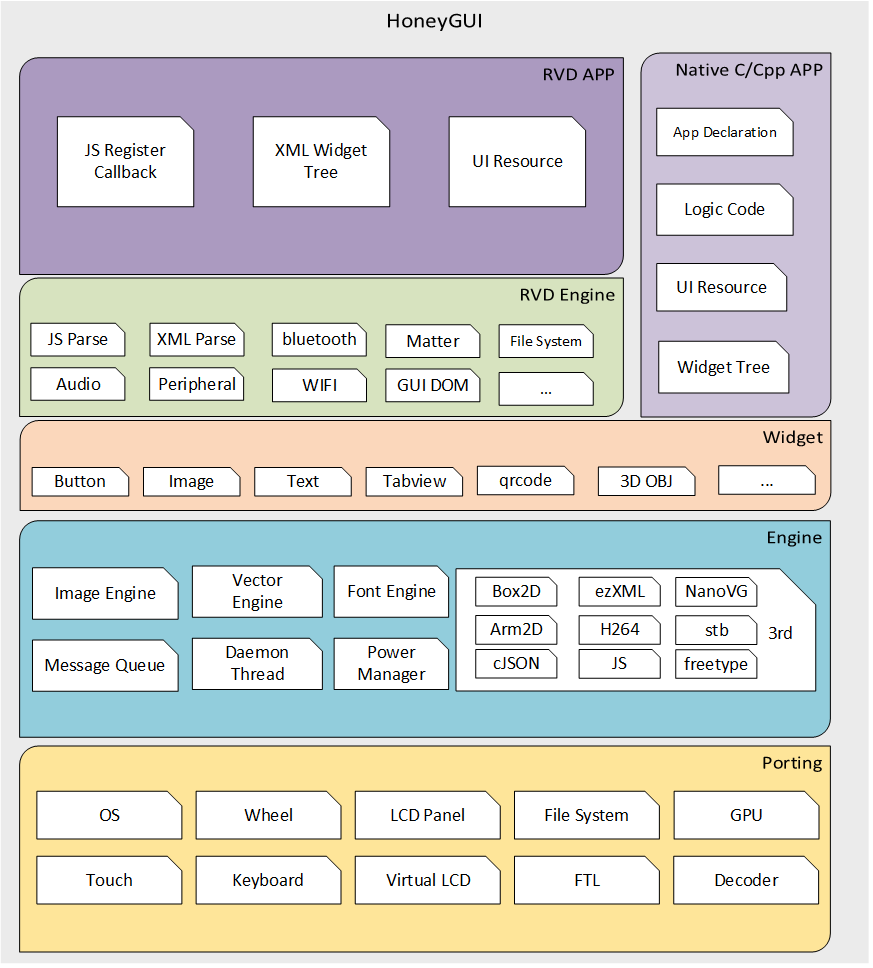 HoneyGUI
RVD APP
JS Register
Callback
XML Widget
Tree
UI Resource
Native C/Cpp APP
App Declaration
Logic Code
UI Resource
Widget Tree
RVD Engine
JS Parse
XML Parse
bluetooth
Matter
File System
Audio
Peripheral
WIFI
GUI DOM
...
Widget
Button
Image
Text
Tabview
qrcode
3D OBJ
...
Engine
Image Engine
Vector
Engine
Font Engine
Message Queue
Daemon
Thread
Power
Manager
Box2D
ezXML
NanoVG
Arm2D
H264
stb
3rd
cJSON
JS
freetype
Porting
OS
Wheel
LCD Panel
File System
GPU
Touch
Keyboard
Virtual LCD
FTL
Decoder